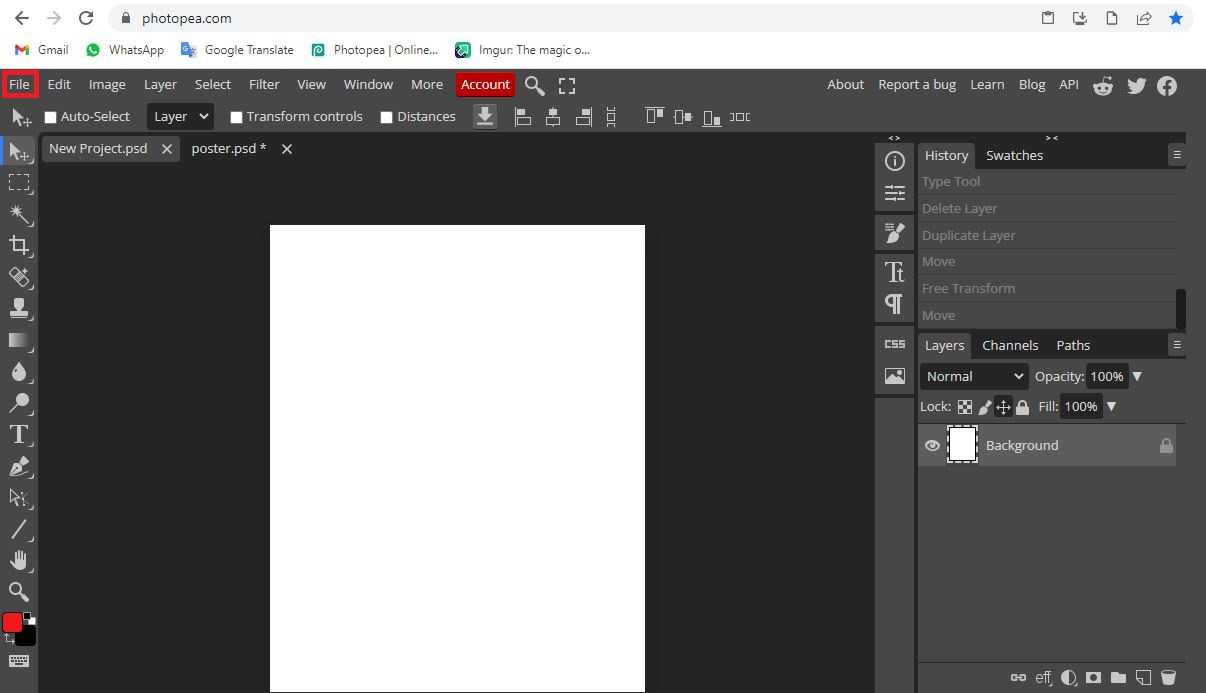 photopea.com
Gmail WhatsApp Google Translate Photopea | Online... Imgur: The magic o...
File Edit Image Layer Select Filter View Window More Account About Report a bug Learn Blog API
Auto-Select Layer Transform controls Distances
New Project.psd poster.psd *
History Swatches
Type Tool
Delete Layer
Duplicate Layer
Move
Free Transform
Move
CSS
Layers Channels Paths
Normal Opacity: 100%
Lock: Fill: 100%
Background
eff